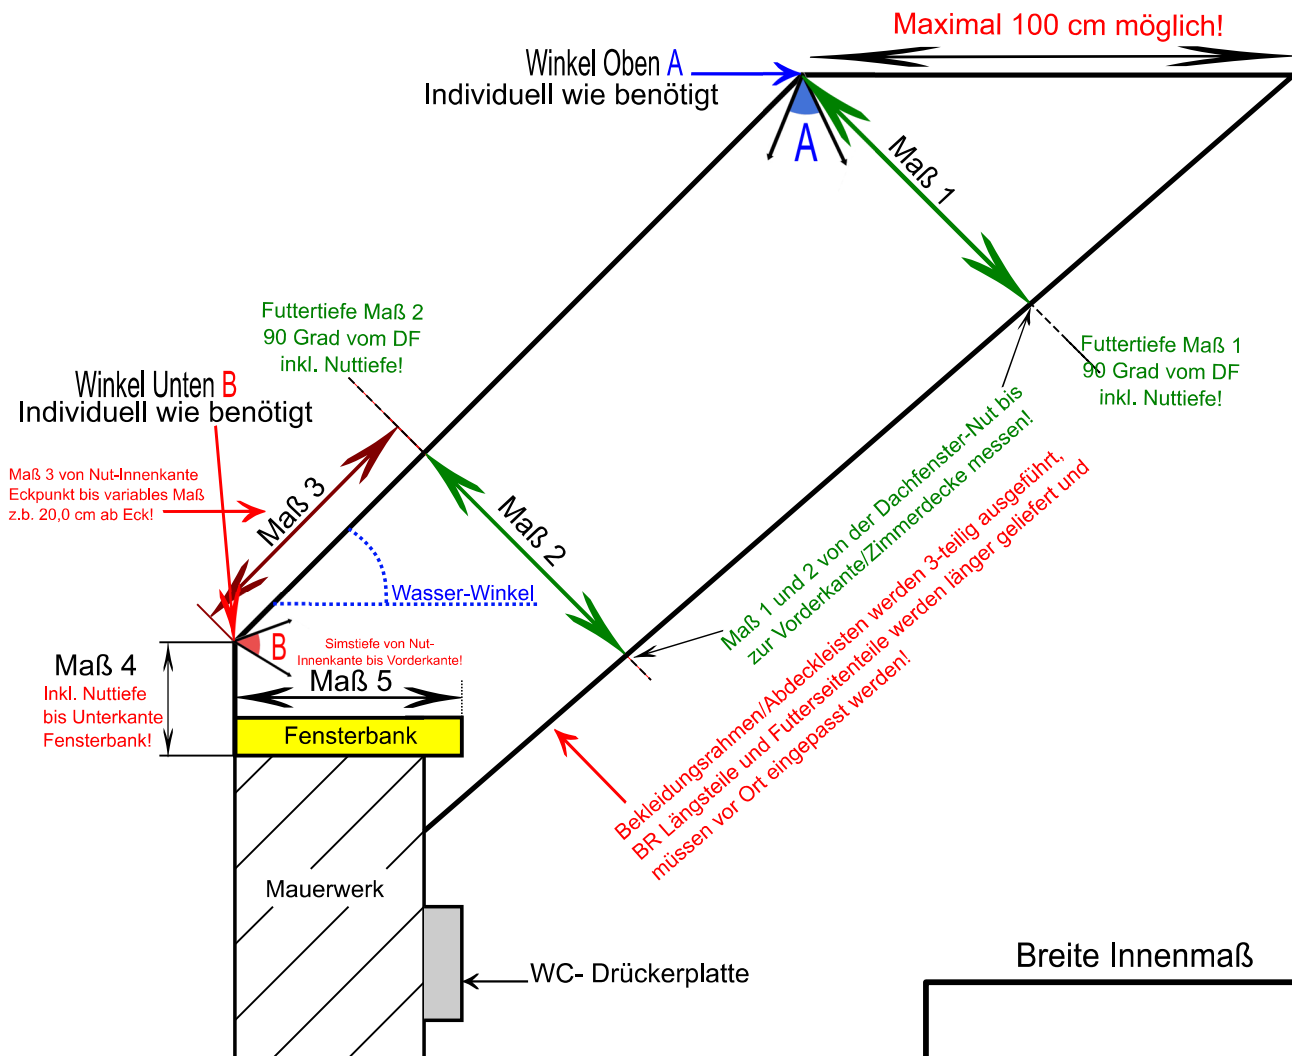 Maximal 100 cm möglich!
Winkel Oben A
Individuell wie benötigt
A
Maß 1
Futtertiefe Maß 2
90 Grad vom DF
inkl. Nuttiefe!
Futtertiefe Maß 1
90 Grad vom DF
inkl. Nuttiefe!
Winkel Unten B
Individuell wie benötigt
Maß 3 von Nut-Innenkante
Eckpunkt bis variables Maß
z.b. 20,0 cm ab Eck!
Maß 3
Maß 2
Maß 1 und 2 von der Dachfenster-Nut bis
zur Vorderkante/Zimmerdecke messen!
Wasser-Winkel
B
Simstiefe von Nut-
Innenkante bis Vorderkante!
Maß 4
Inkl. Nuttiefe
bis Unterkante
Fensterbank!
Maß 5
Fensterbank
Bekleidungsrahmen/Abdeckleisten werden 3-teilig ausgeführt,
BR Längsteile und Futterseitenteile werden länger geliefert und
müssen vor Ort eingepasst werden!
Mauerwerk
WC- Drückerplatte
Breite Innenmaß